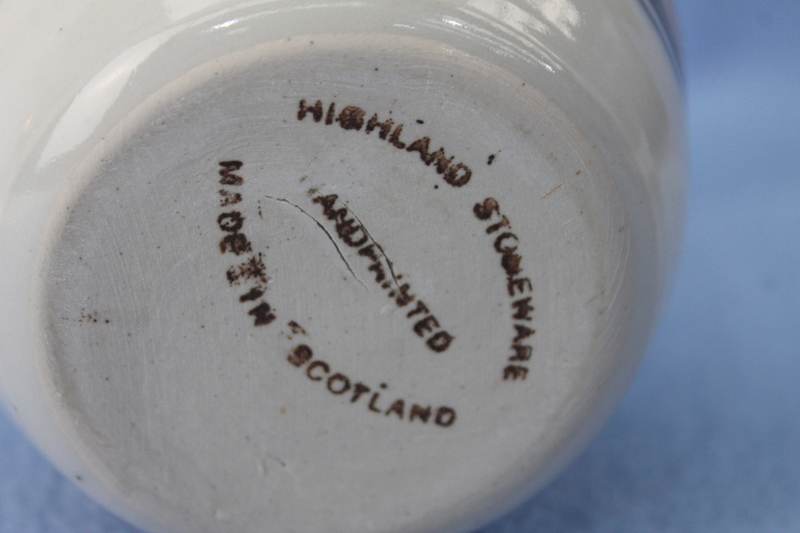 HIGHLAND STONEWARE
HANDPAINTED
MADE IN SCOTLAND